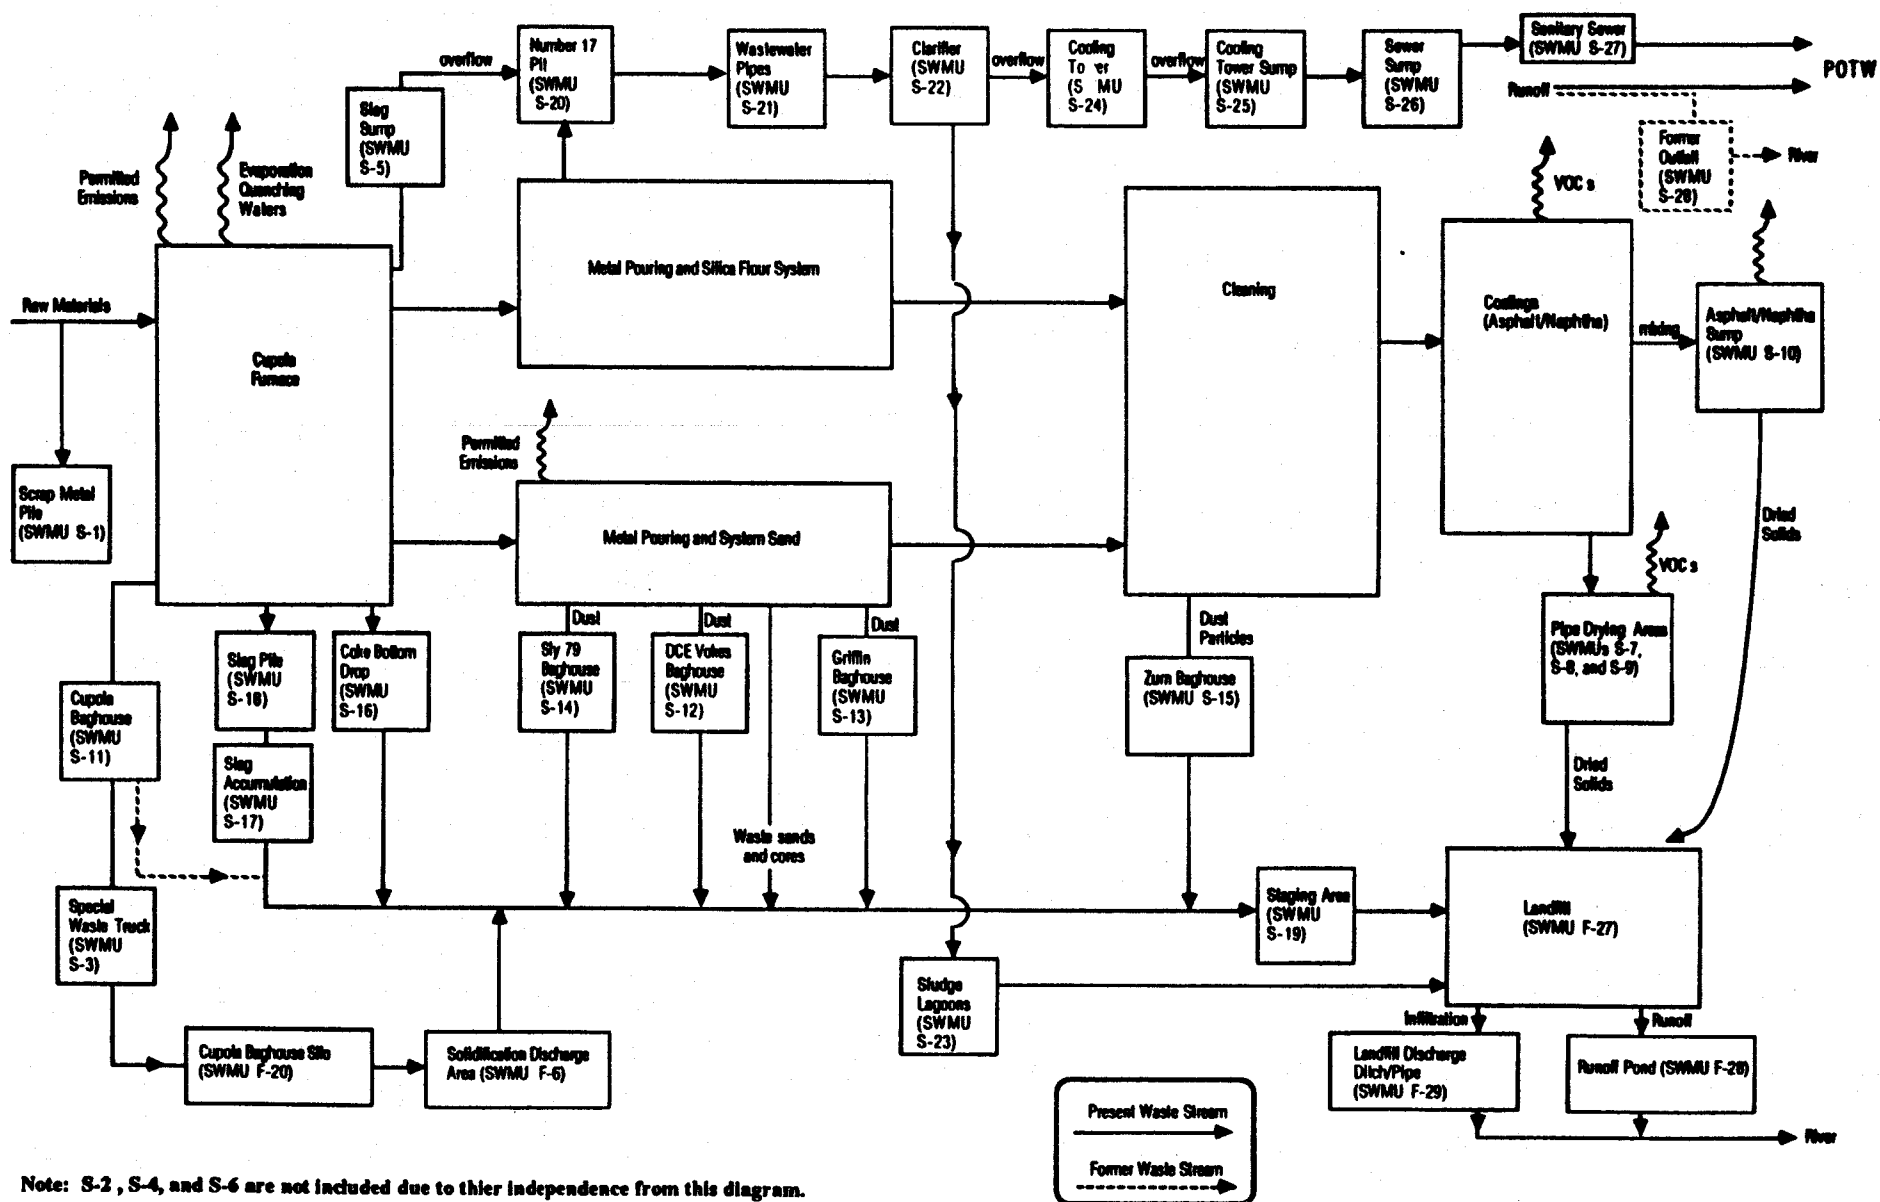 Number 17
Pit
(SWMU
S-20)
overflow
Wastewater
Pipes
(SWMU
S-21)
Clarifier
(SWMU
S-22)
overflow
Cooling
(S MU
S-24)
overflow
Cooling
Tower Sump
(SWMU
S-25)
Sewer
Sump
(SWMU
S-26)
Sanitary Sewer
(SWMU S-27)
POTW
Runoff
Former
Outfall
(SWMU
S-28)
River
Slag
Sump
(SWMU
S-5)
Permitted
Emissions
Evaporation
Quenching
Waters
VOC s
Raw Materials
Cupola
Furnace
Metal Pouring and Silica Flour System
Cleaning
Coatings
(Asphalt/Naphtha)
mixing
Asphalt/Naphtha
Sump
(SWMU S-10)
Scrap Metal
Pile
(SWMU S-1)
Permitted
Emissions
Metal Pouring and System Sand
Dried
Solids
VOC s
Cupola
Baghouse
(SWMU
S-11)
Slag Pile
(SWMU
S-18)
Coke Bottom
Drop
(SWMU
S-16)
Dust
Sly 79
Baghouse
(SWMU
S-14)
Dust
DCE Vokes
Baghouse
(SWMU
S-12)
Dust
Griffin
Baghouse
(SWMU
S-13)
Dust
Particles
Zurn Baghouse
(SWMU S-15)
Pipe Drying Areas
(SWMUs S-7,
S-8, and S-9)
Slag
Accumulation
(SWMU
S-17)
Waste sands
and cores
Dried
Solids
Special
Waste Truck
(SWMU
S-3)
Staging Area
(SWMU
S-19)
Landfill
(SWMU F-27)
Sludge
Lagoons
(SWMU
S-23)
Cupola Baghouse Silo
(SWMU F-20)
Solidification Discharge
Area (SWMU F-6)
Infiltration
Runoff
Landfill Discharge
Ditch/Pipe
(SWMU F-29)
Runoff Pond (SWMU F-28)
River
Present Waste Stream
Former Waste Stream
Note: S-2 , S-4, and S-6 are not included due to thier independence from this diagram.